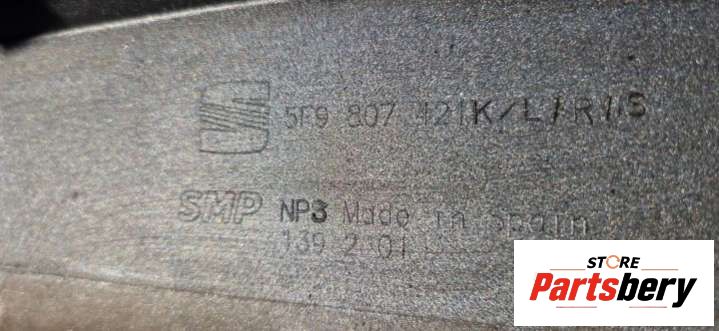 5F9 807 421K/L/R/S
SMP NP3 Made in Spain
139 2 01
STORE
Partsbery